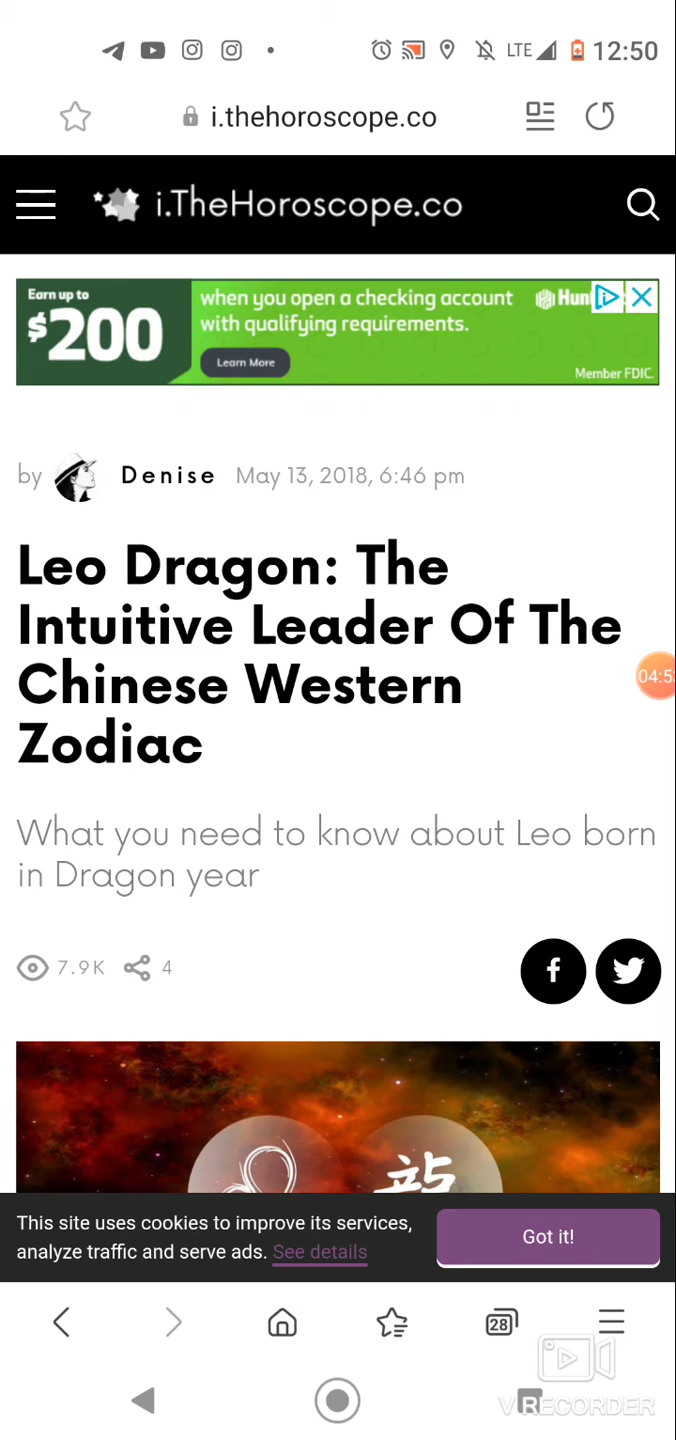 LTE 12:50
i.thehoroscope.co
i.TheHoroscope.co
Earn up to
$200
when you open a checking account
with qualifying requirements.
Learn More
Member FDIC.
by Denise May 13, 2018, 6:46 pm
Leo Dragon: The
Intuitive Leader Of The
Chinese Western
Zodiac
What you need to know about Leo born
in Dragon year
7.9K 4
This site uses cookies to improve its services,
analyze traffic and serve ads. See details
Got it!
28
VRECORDER